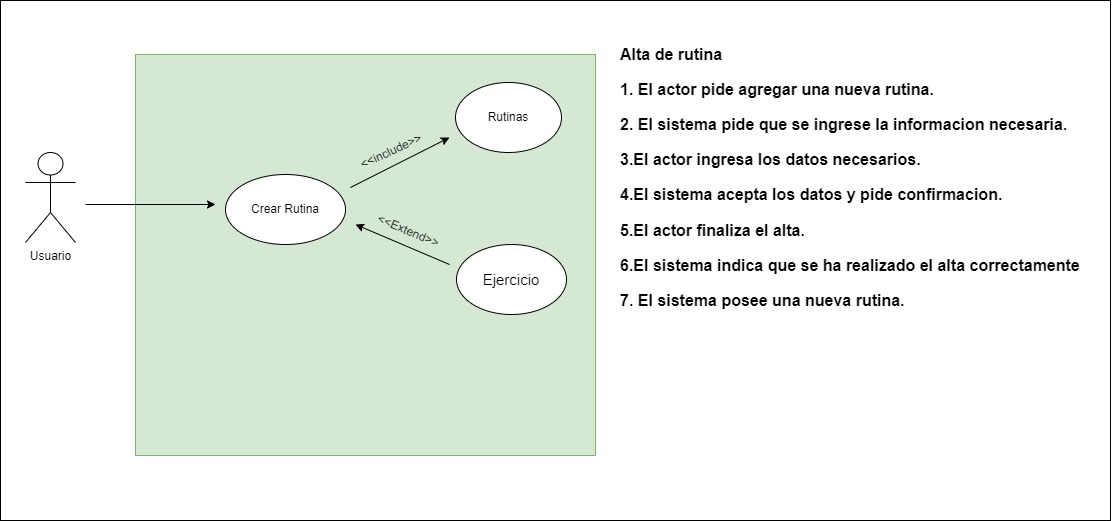 Alta de rutina
1. El actor pide agregar una nueva rutina.
2. El sistema pide que se ingrese la informacion necesaria.
3.El actor ingresa los datos necesarios.
4.El sistema acepta los datos y pide confirmacion.
5.El actor finaliza el alta.
6.El sistema indica que se ha realizado el alta correctamente
7. El sistema posee una nueva rutina.
Rutinas
<<include>>
Crear Rutina
<<Extend>>
Usuario
Ejercicio